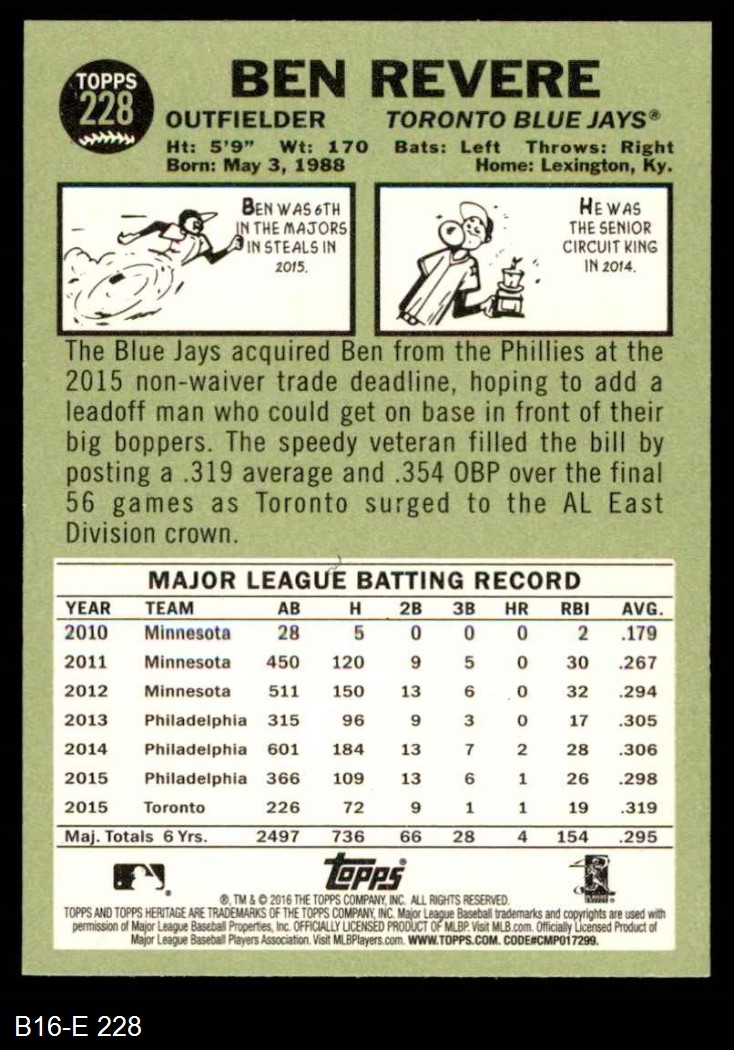 TOPPS
228
BEN REVERE
OUTFIELDER TORONTO BLUE JAYS®
Ht: 5'9" Wt: 170 Bats: Left Throws: Right
Born: May 3, 1988 Home: Lexington, Ky.
BEN WAS 6TH
IN THE MAJORS
IN STEALS IN
2015.
HE WAS
THE SENIOR
CIRCUIT KING
IN 2014.
The Blue Jays acquired Ben from the Phillies at the
2015 non-waiver trade deadline, hoping to add a
leadoff man who could get on base in front of their
big boppers. The speedy veteran filled the bill by
posting a .319 average and .354 OBP over the final
56 games as Toronto surged to the AL East
Division crown.
MAJOR LEAGUE BATTING RECORD
YEAR TEAM AB H 2B 3B HR RBI AVG.
2010 Minnesota 28 5 0 0 0 2 .179
2011 Minnesota 450 120 9 5 0 30 .267
2012 Minnesota 511 150 13 6 0 32 .294
2013 Philadelphia 315 96 9 3 0 17 .305
2014 Philadelphia 601 184 13 7 2 28 .306
2015 Philadelphia 366 109 13 6 1 26 .298
2015 Toronto 226 72 9 1 1 19 .319
Maj. Totals 6 Yrs. 2497 736 66 28 4 154 .295
topps®
®, TM & © 2016 THE TOPPS COMPANY, INC. ALL RIGHTS RESERVED.
TOPPS AND TOPPS HERITAGE ARE TRADEMARKS OF THE TOPPS COMPANY, INC. Major League Baseball trademarks and copyrights are used with
permission of Major League Baseball Properties, Inc. OFFICIALLY LICENSED PRODUCT OF MLBP. Visit MLB.com. Officially Licensed Product of
Major League Baseball Players Association. Visit MLBPlayers.com. WWW.TOPPS.COM. CODE#CMP017299.
B16-E 228